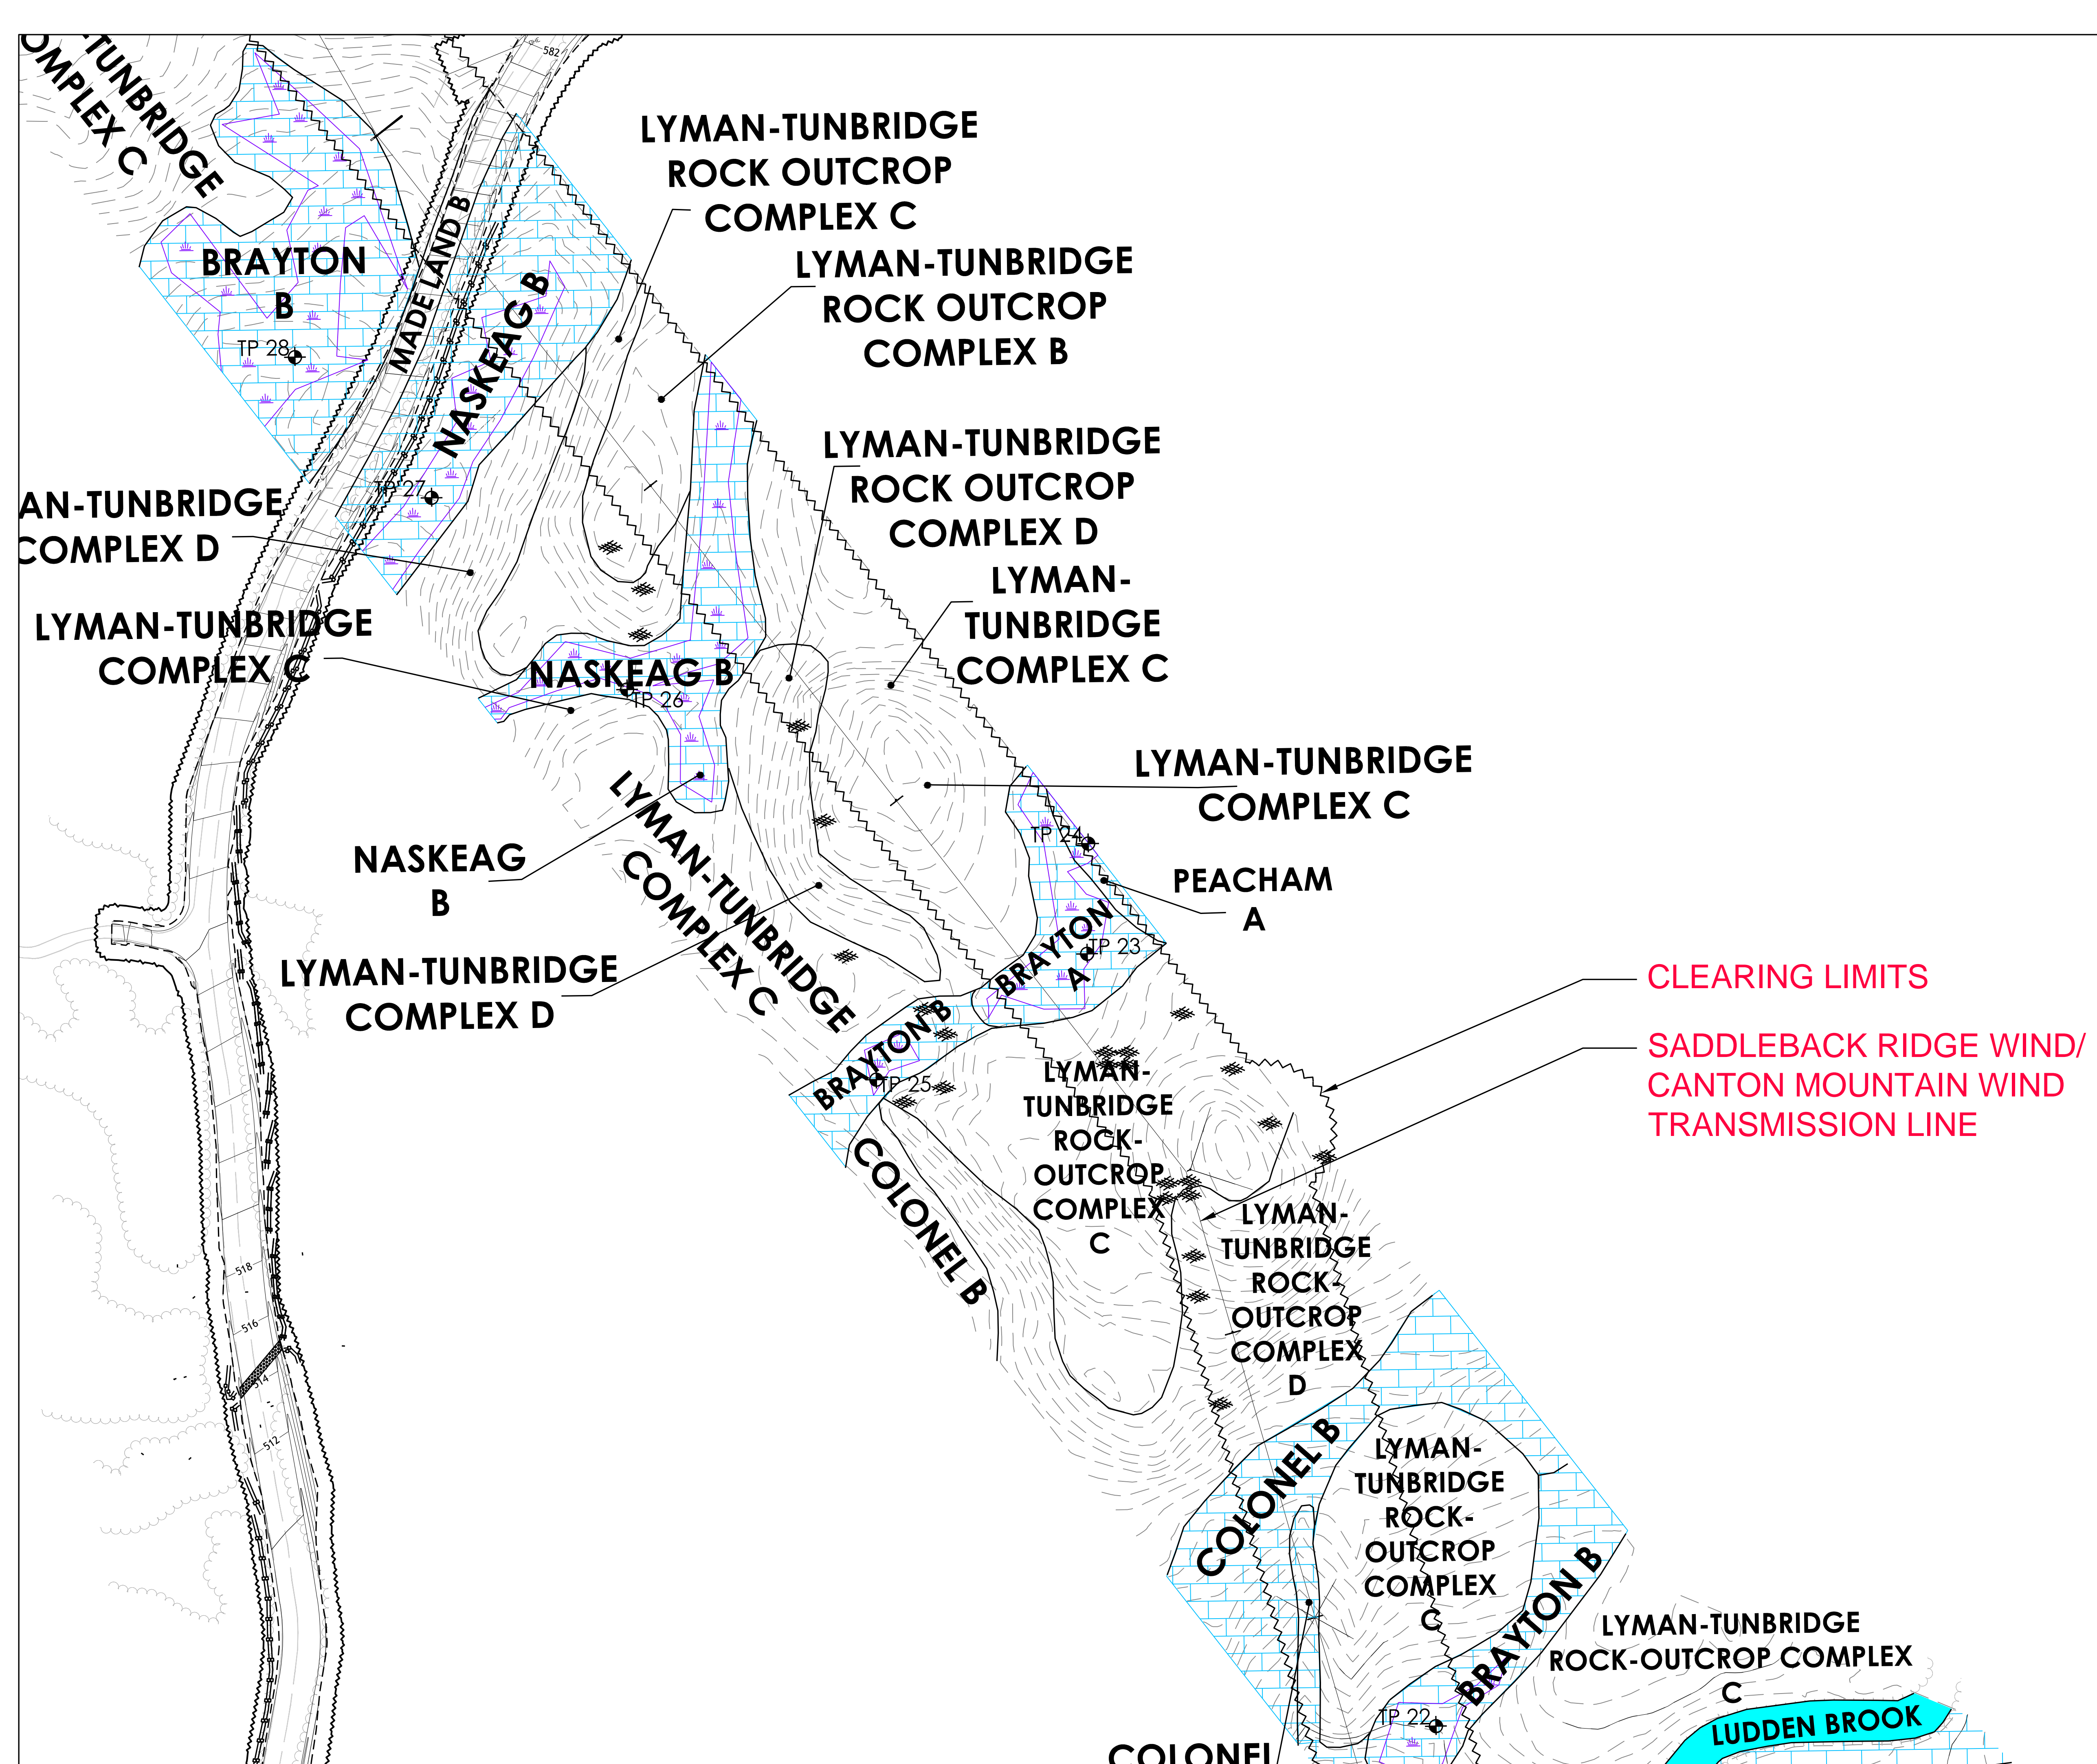 -TUNBRIDGE
OMPLEX C
582
LYMAN-TUNBRIDGE
ROCK OUTCROP
COMPLEX C
BRAYTON
B
TP 28
MADE LAND B
NASKEAG B
LYMAN-TUNBRIDGE
ROCK OUTCROP
COMPLEX B
TP 27
LYMAN-TUNBRIDGE
ROCK OUTCROP
COMPLEX D
AN-TUNBRIDGE
COMPLEX D
LYMAN-
TUNBRIDGE
COMPLEX C
LYMAN-TUNBRIDGE
COMPLEX C
NASKEAG B
TP 26
LYMAN-TUNBRIDGE
COMPLEX C
TP 24
NASKEAG
B
LYMAN-TUNBRIDGE
COMPLEX C
PEACHAM
A
BRAYTON
A
TP 23
LYMAN-TUNBRIDGE
COMPLEX D
CLEARING LIMITS
SADDLEBACK RIDGE WIND/
CANTON MOUNTAIN WIND
TRANSMISSION LINE
BRAYTON B
TP 25
LYMAN-
TUNBRIDGE
ROCK-
OUTCROP
COMPLEX
C
COLONEL B
LYMAN-
TUNBRIDGE
ROCK-
OUTCROP
COMPLEX
D
518
516
514
512
COLONEL B
LYMAN-
TUNBRIDGE
ROCK-
OUTCROP
COMPLEX
C
BRAYTON B
LYMAN-TUNBRIDGE
ROCK-OUTCROP COMPLEX
C
TP 22
LUDDEN BROOK
COLONEL